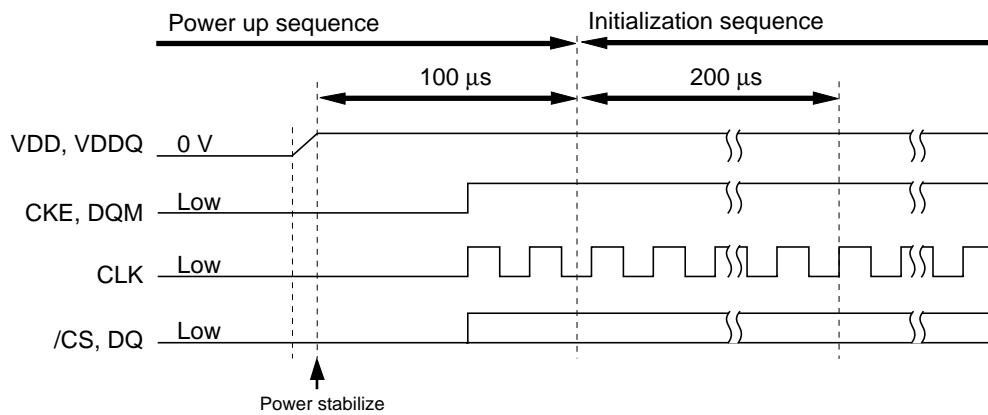 Power up sequence
Initialization sequence
100 μs
200 μs
VDD, VDDQ
0 V
CKE, DQM
Low
CLK
Low
/CS, DQ
Low
Power stabilize